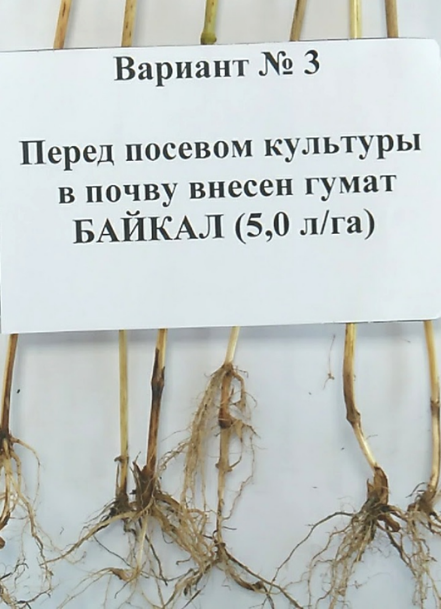 Вариант № 3
Перед посевом культуры
в почву внесен гумат
БАЙКАЛ (5,0 л/га)